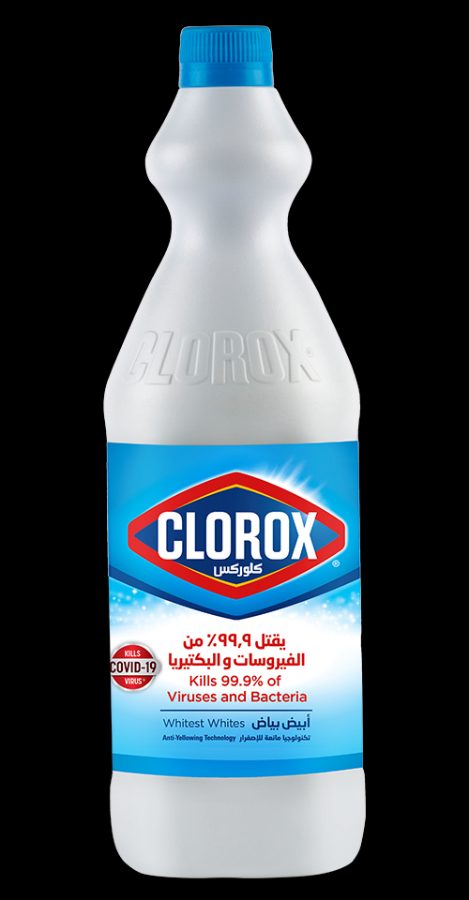 CLOROX®
CLOROX®
كلوركس
يقتل ٩٩,٩٪ من
الفيروسات و البكتيريا
Kills 99.9% of
Viruses and Bacteria
KILLS
COVID-19
VIRUS
Whitest Whites أبيض بياض
Anti-Yellowing Technology تكنولوجيا مانعة للإصفرار